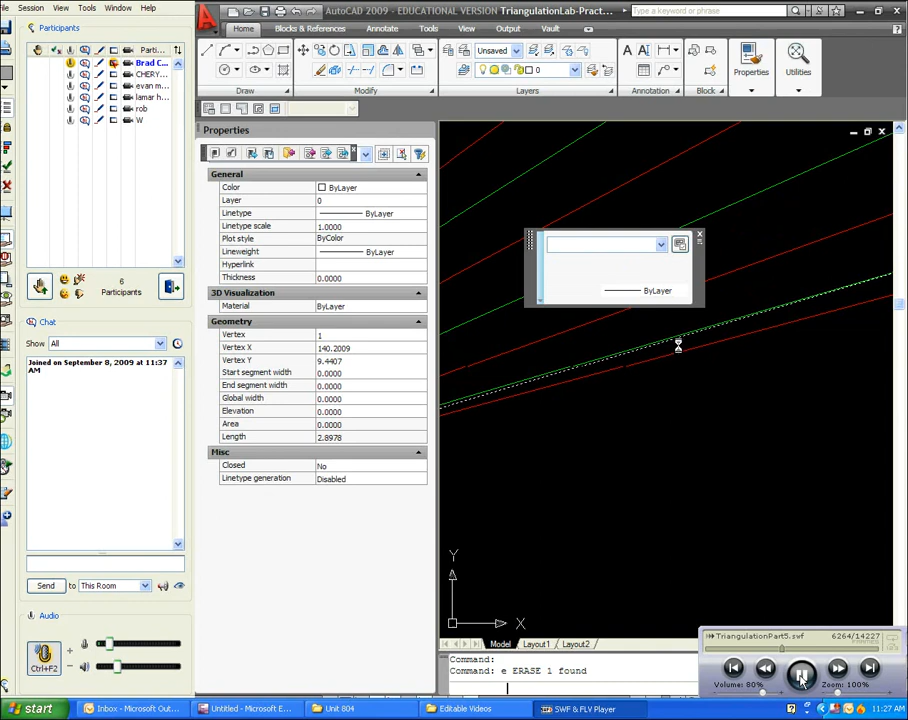 Session View Tools Window Help
Participants
Parti...
Brad C...
CHERY...
evan m...
lamar h...
rob
W
6
Participants
Chat
Show All
Joined on September 8, 2009 at 11:37
AM
Send to This Room
Audio
Ctrl+F2
AutoCAD 2009 - EDUCATIONAL VERSION TriangulationLab-Pract...
Type a keyword or phrase
Home Blocks & References Annotate Tools View Output Vault
Unsaved
0
Draw Modify Layers Annotation Block
Properties Utilities
Properties
General
Color ByLayer
Layer 0
Linetype ByLayer
Linetype scale 1.0000
Plot style ByColor
Lineweight ByLayer
Hyperlink
Thickness 0.0000
3D Visualization
Material ByLayer
Geometry
Vertex 1
Vertex X 140.2009
Vertex Y 9.4407
Start segment width 0.0000
End segment width 0.0000
Global width 0.0000
Elevation 0.0000
Area 0.0000
Length 2.8978
Misc
Closed No
Linetype generation Disabled
ByLayer
Y
X
Model Layout1 Layout2
Command:
Command: e ERASE 1 found
TriangulationPart5.swf 6264/14227
FRAMES
Volume: 80% Zoom: 100%
start Inbox - Microsoft Out... Untitled - Microsoft E... Unit 804 Editable Videos SWF & FLV Player 11:27 AM